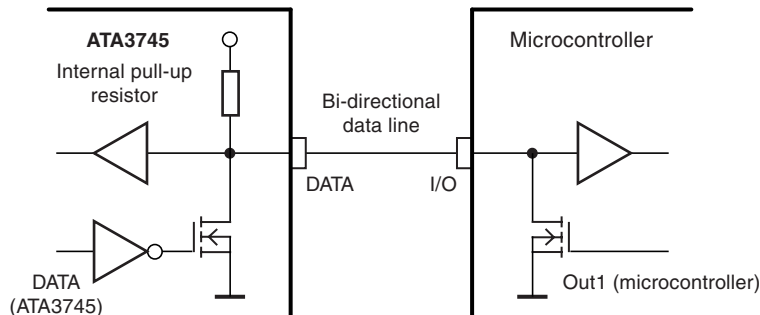 ATA3745
Internal pull-up
resistor
Microcontroller
Bi-directional
data line
DATA
I/O
DATA
(ATA3745)
Out1 (microcontroller)